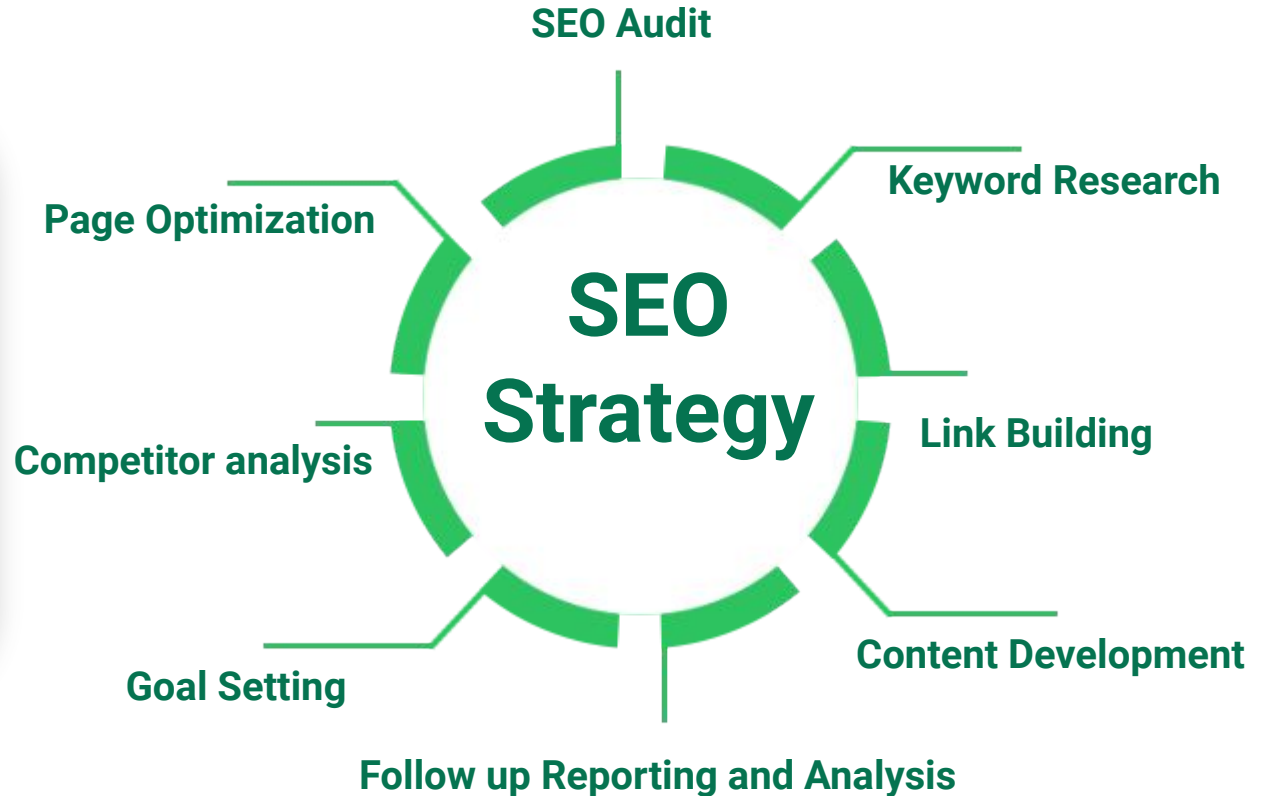 SEO Audit
Keyword Research
Page Optimization
SEO
Strategy
Link Building
Competitor analysis
Content Development
Goal Setting
Follow up Reporting and Analysis